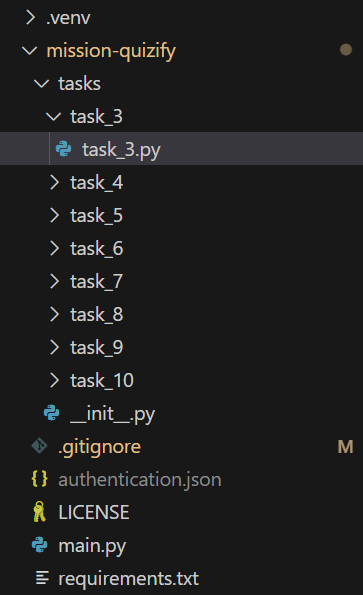 .venv
mission-quizify
tasks
task_3
task_3.py
task_4
task_5
task_6
task_7
task_8
task_9
task_10
__init__.py
.gitignore M
authentication.json
LICENSE
main.py
requirements.txt